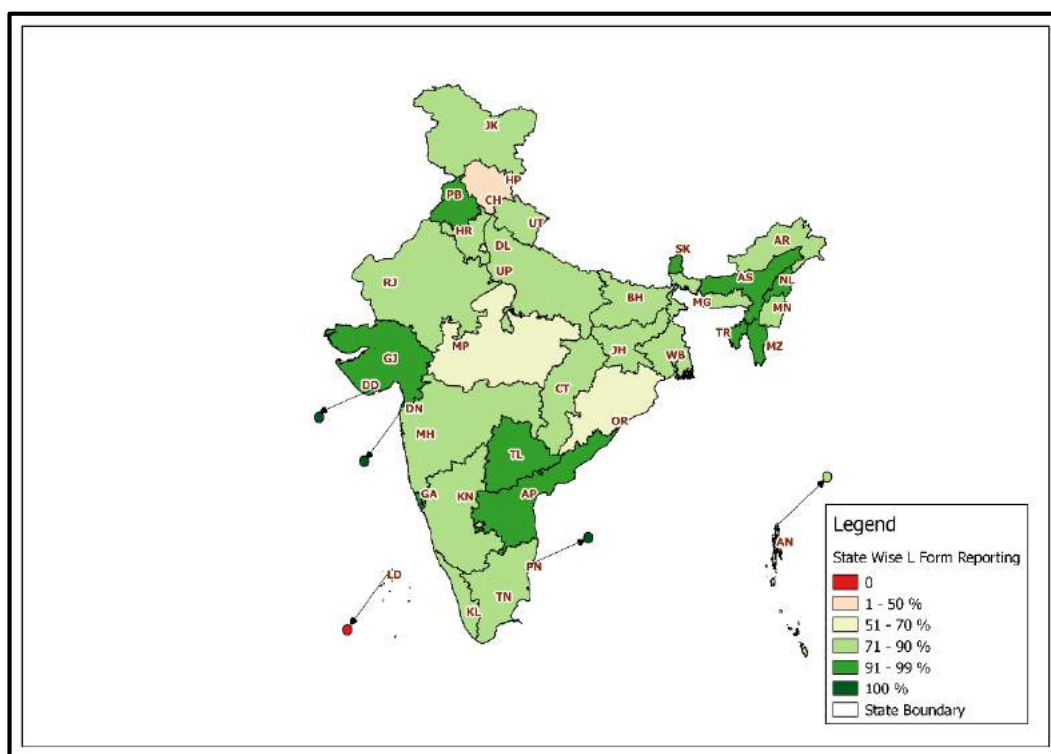 JK
HP
PB
CH
UT
HR
DL
UP
RJ
SK
AR
AS
NL
BH
MG
MN
TR
MZ
GJ
MP
JH
WB
DD
CT
DN
OR
MH
TL
GA
KN
AP
AN
PN
LD
KL
TN
Legend
State Wise L Form Reporting
0
1 - 50 %
51 - 70 %
71 - 90 %
91 - 99 %
100 %
State Boundary